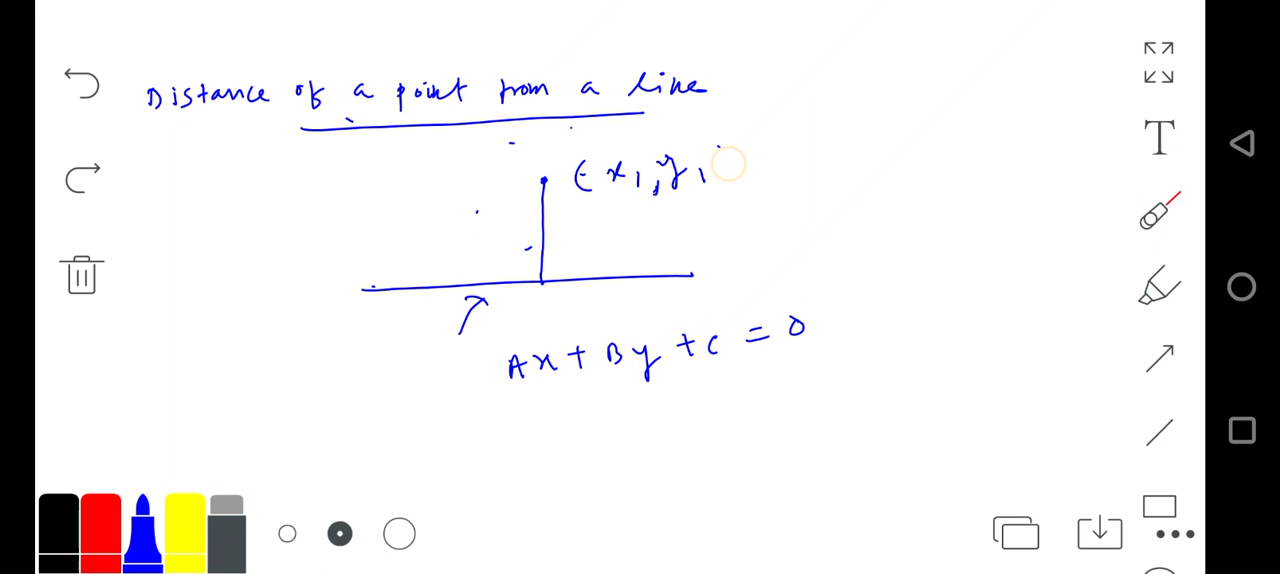 Distance of a point from a line
(x1, y1
Ax + By + C = 0
T